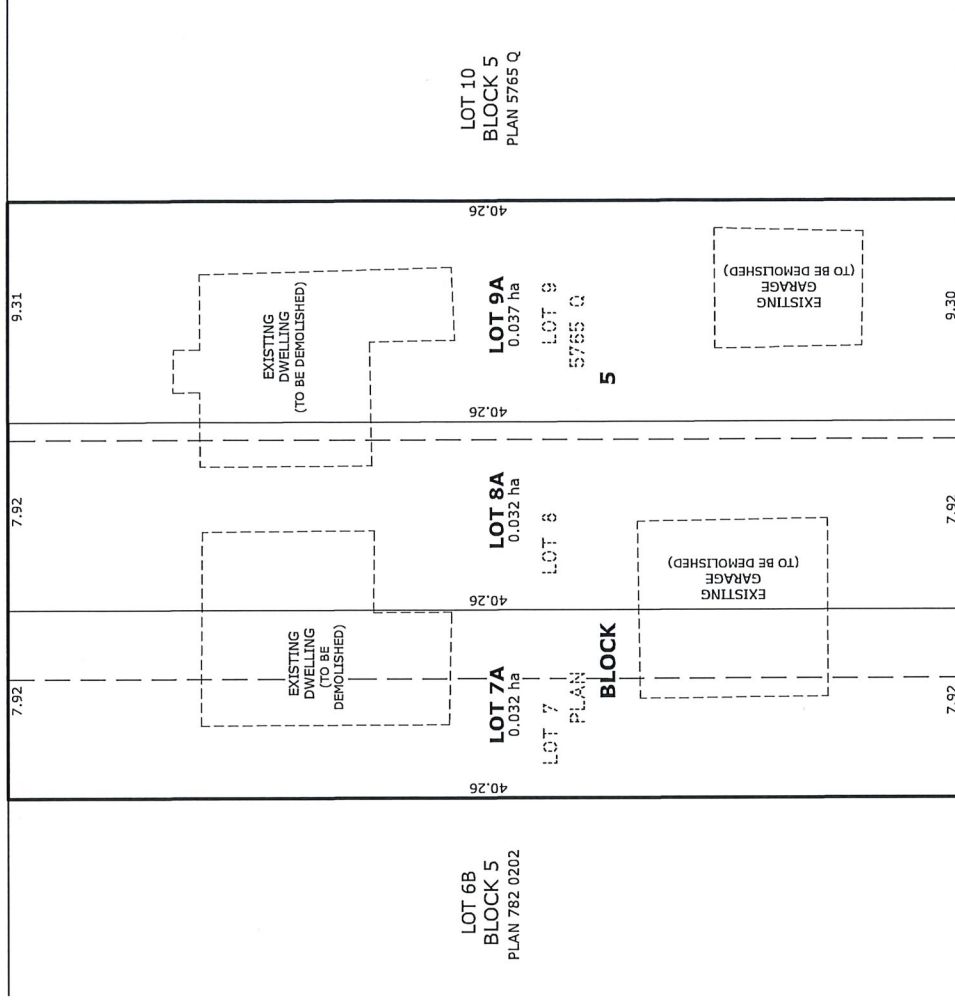 LOT 10
BLOCK 5
PLAN 5765 Q
40.26
9.31
EXISTING
DWELLING
(TO BE DEMOLISHED)
LOT 9A
0.037 ha
LOT 9
5765 Q
5
EXISTING
GARAGE
(TO BE DEMOLISHED)
9.30
40.26
7.92
LOT 8A
0.032 ha
LOT 8
EXISTING
GARAGE
(TO BE DEMOLISHED)
7.92
40.26
7.92
EXISTING
DWELLING
(TO BE
DEMOLISHED)
LOT 7A
0.032 ha
LOT 7
PLAN
BLOCK
7.92
40.26
LOT 6B
BLOCK 5
PLAN 782 0202